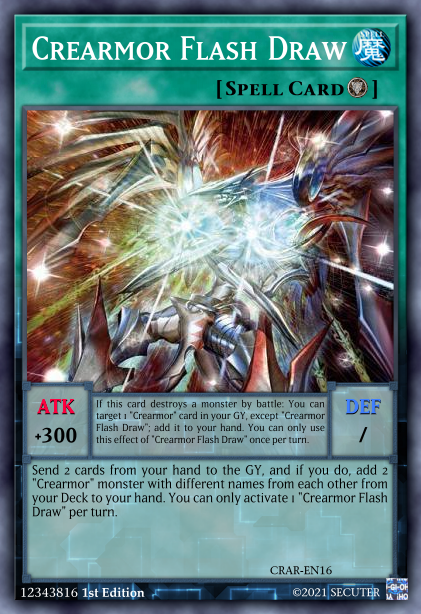 CREARMOR FLASH DRAW 魔
[SPELL CARD ]
ATK
+300
If this card destroys a monster by battle: You can
target 1 "Crearmor" card in your GY, except "Crearmor
Flash Draw"; add it to your hand. You can only use
this effect of "Crearmor Flash Draw" once per turn.
DEF
/
Send 2 cards from your hand to the GY, and if you do, add 2
"Crearmor" monster with different names from each other from
your Deck to your hand. You can only activate 1 "Crearmor Flash
Draw" per turn.
CRAR-EN16
12343816 1st Edition
©2021 SECUTER